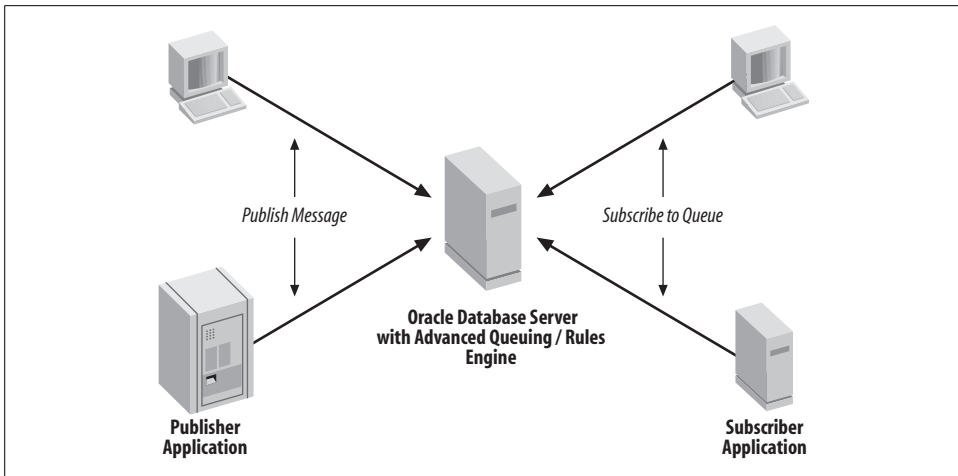 Publish Message
Subscribe to Queue
Oracle Database Server
with Advanced Queuing / Rules
Engine
Publisher
Application
Subscriber
Application